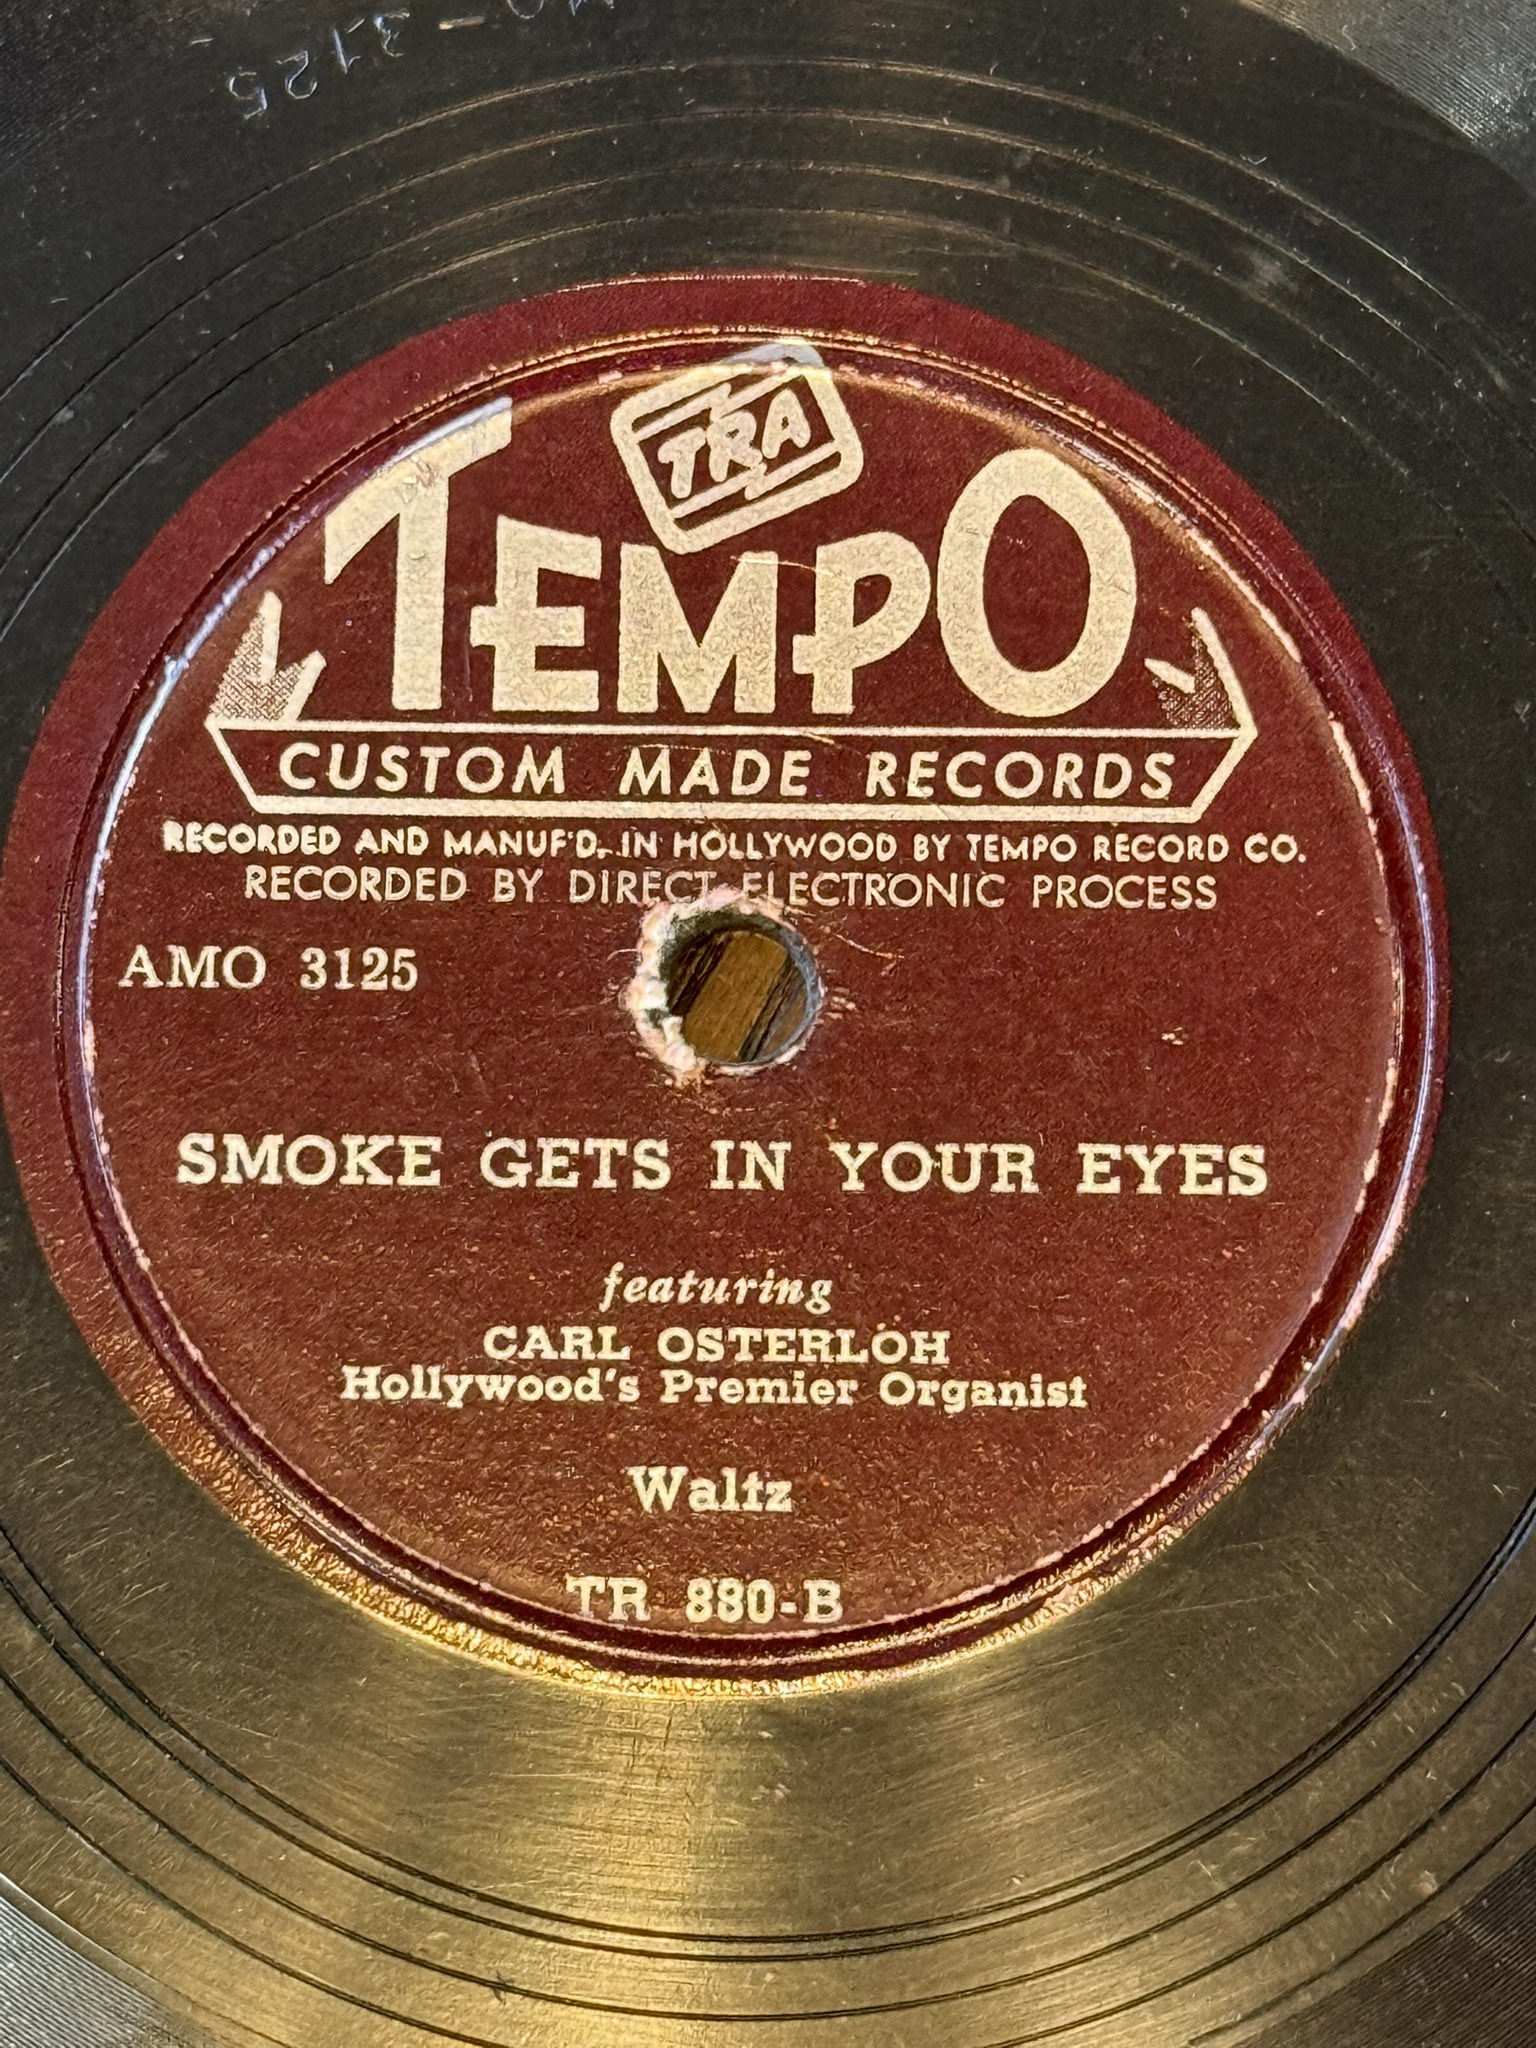 3125
TRA
TEMPO
CUSTOM MADE RECORDS
RECORDED AND MANUF'D. IN HOLLYWOOD BY TEMPO RECORD CO.
RECORDED BY DIRECT ELECTRONIC PROCESS
AMO 3125
SMOKE GETS IN YOUR EYES
featuring
CARL OSTERLOH
Hollywood's Premier Organist
Waltz
TR 880-B